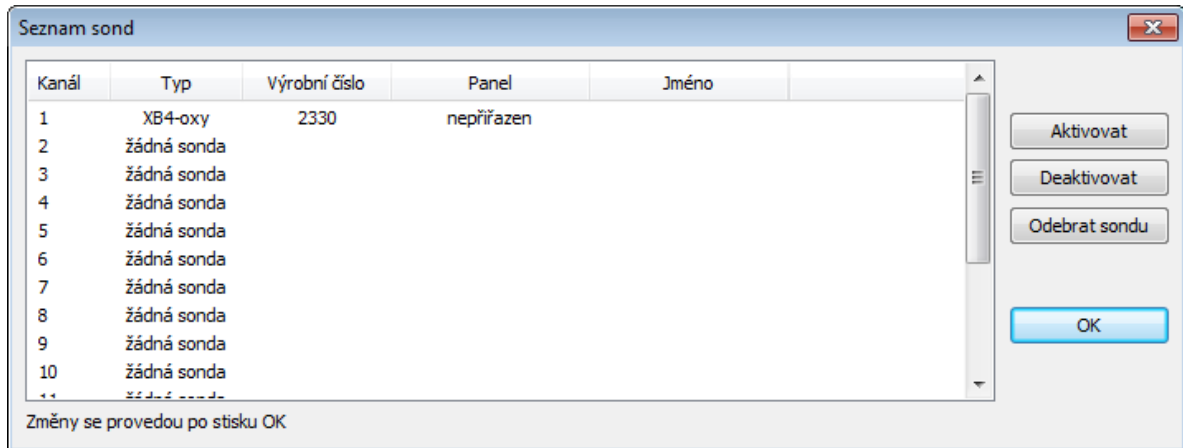 Seznam sond
Kanál Typ Výrobní číslo Panel Jméno
1 XB4-oxy 2330 nepřiřazen
2 žádná sonda
3 žádná sonda
4 žádná sonda
5 žádná sonda
6 žádná sonda
7 žádná sonda
8 žádná sonda
9 žádná sonda
10 žádná sonda
Aktivovat
Deaktivovat
Odebrat sondu
OK
Změny se provedou po stisku OK